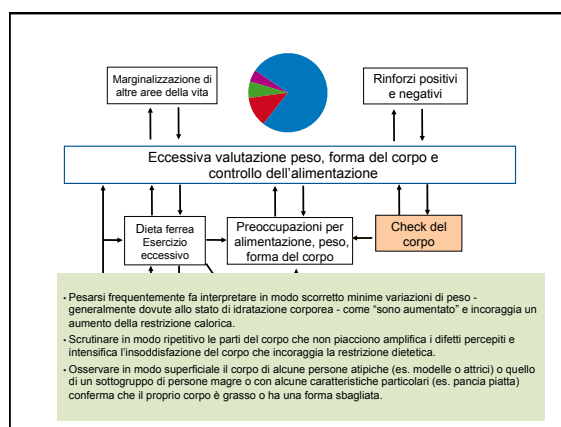 Marginalizzazione di
altre aree della vita
Rinforzi positivi
e negativi
Eccessiva valutazione peso, forma del corpo e
controllo dell'alimentazione
Dieta ferrea
Esercizio
eccessivo
Preoccupazioni per
alimentazione, peso,
forma del corpo
Check del
corpo
• Pesarsi frequentemente fa interpretare in modo scorretto minime variazioni di peso -
generalmente dovute allo stato di idratazione corporea - come “sono aumentato” e incoraggia un
aumento della restrizione calorica.
• Scrutinare in modo ripetitivo le parti del corpo che non piacciono amplifica i difetti percepiti e
intensifica l'insoddisfazione del corpo che incoraggia la restrizione dietetica.
• Osservare in modo superficiale il corpo di alcune persone atipiche (es. modelle o attrici) o quello
di un sottogruppo di persone magre o con alcune caratteristiche particolari (es. pancia piatta)
conferma che il proprio corpo è grasso o ha una forma sbagliata.